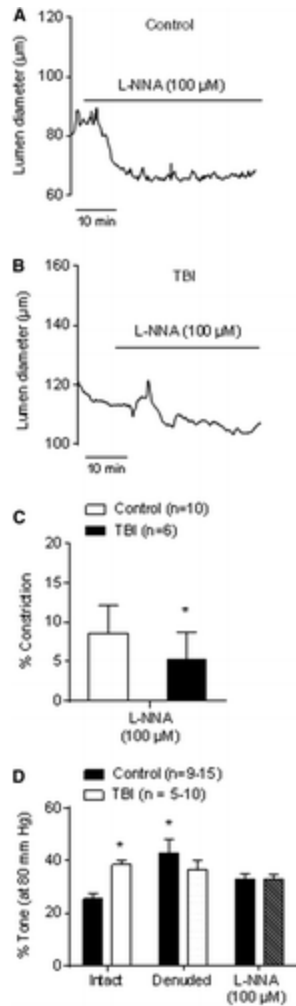 A
Control
L-NNA (100 µM)
Lumen diameter (µm)
120
100
80
60
10 min
B
TBI
L-NNA (100 µM)
Lumen diameter (µm)
160
140
120
100
10 min
C
Control (n=10)
TBI (n=6)
% Constriction
20
15
10
5
0
*
L-NNA
(100 µM)
D
Control (n=9-15)
TBI (n = 5-10)
% Tone (at 80 mm Hg)
60
40
20
0
*
*
Intact
Denuded
L-NNA
(100 µM)